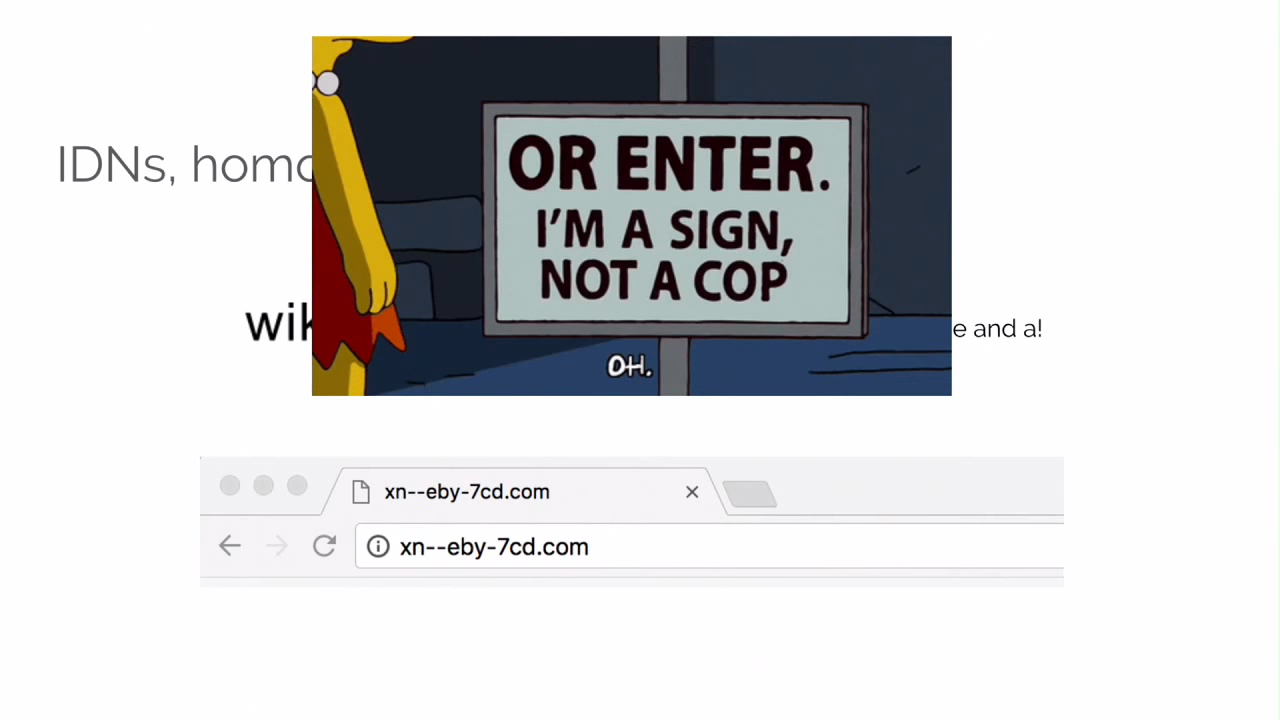 IDNs, homo
OR ENTER.
I'M A SIGN,
NOT A COP
OH.
wik
e and a!
xn--eby-7cd.com
xn--eby-7cd.com